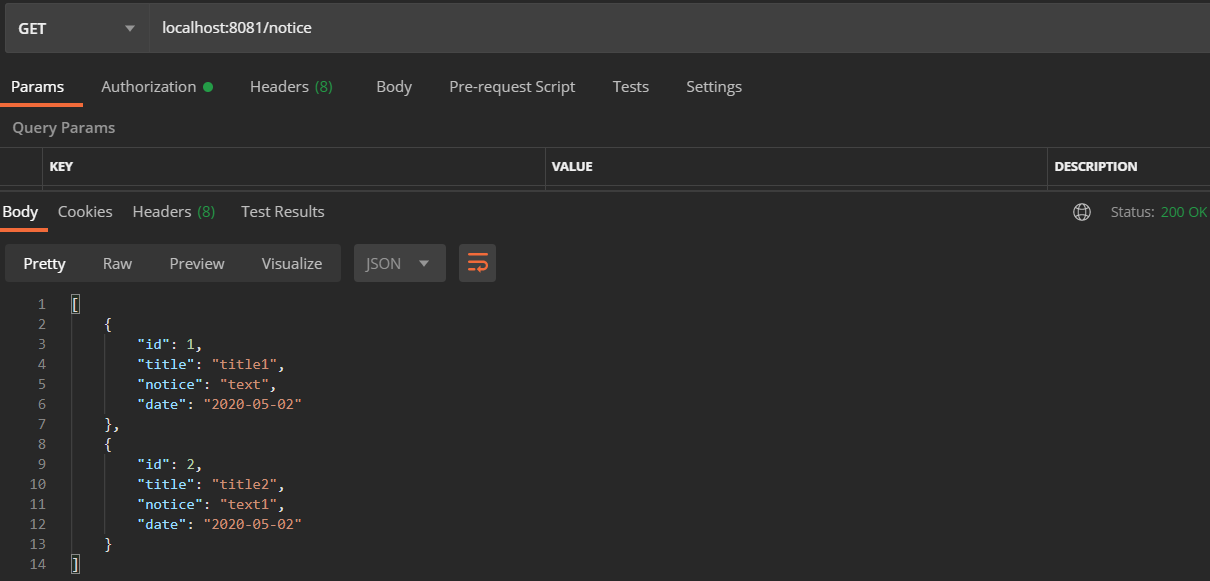 GET localhost:8081/notice
Params Authorization Headers (8) Body Pre-request Script Tests Settings
Query Params
KEY VALUE DESCRIPTION
Body Cookies Headers (8) Test Results Status: 200 OK
Pretty Raw Preview Visualize JSON
1 [
2 {
3 "id": 1,
4 "title": "title1",
5 "notice": "text",
6 "date": "2020-05-02"
7 },
8 {
9 "id": 2,
10 "title": "title2",
11 "notice": "text1",
12 "date": "2020-05-02"
13 }
14 ]